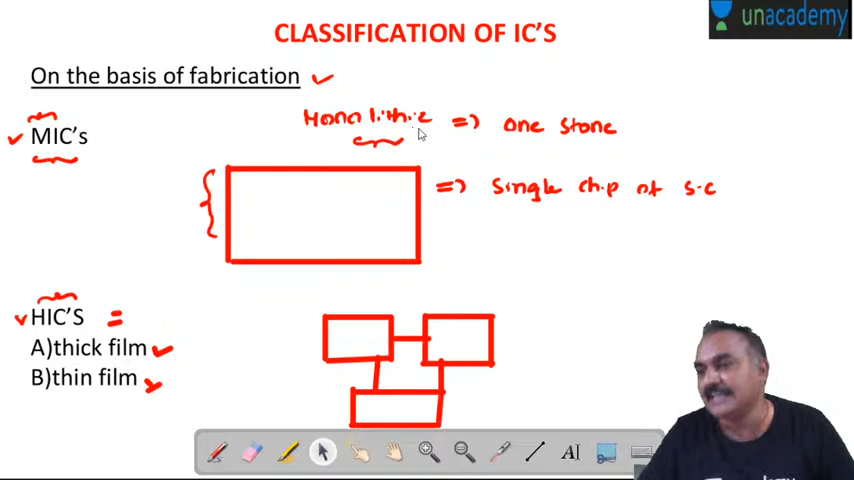 CLASSIFICATION OF IC'S
unacademy
On the basis of fabrication
MIC's
Monolithic => one stone
=> single chip of s.c
HIC'S =
A)thick film
B)thin film
AI